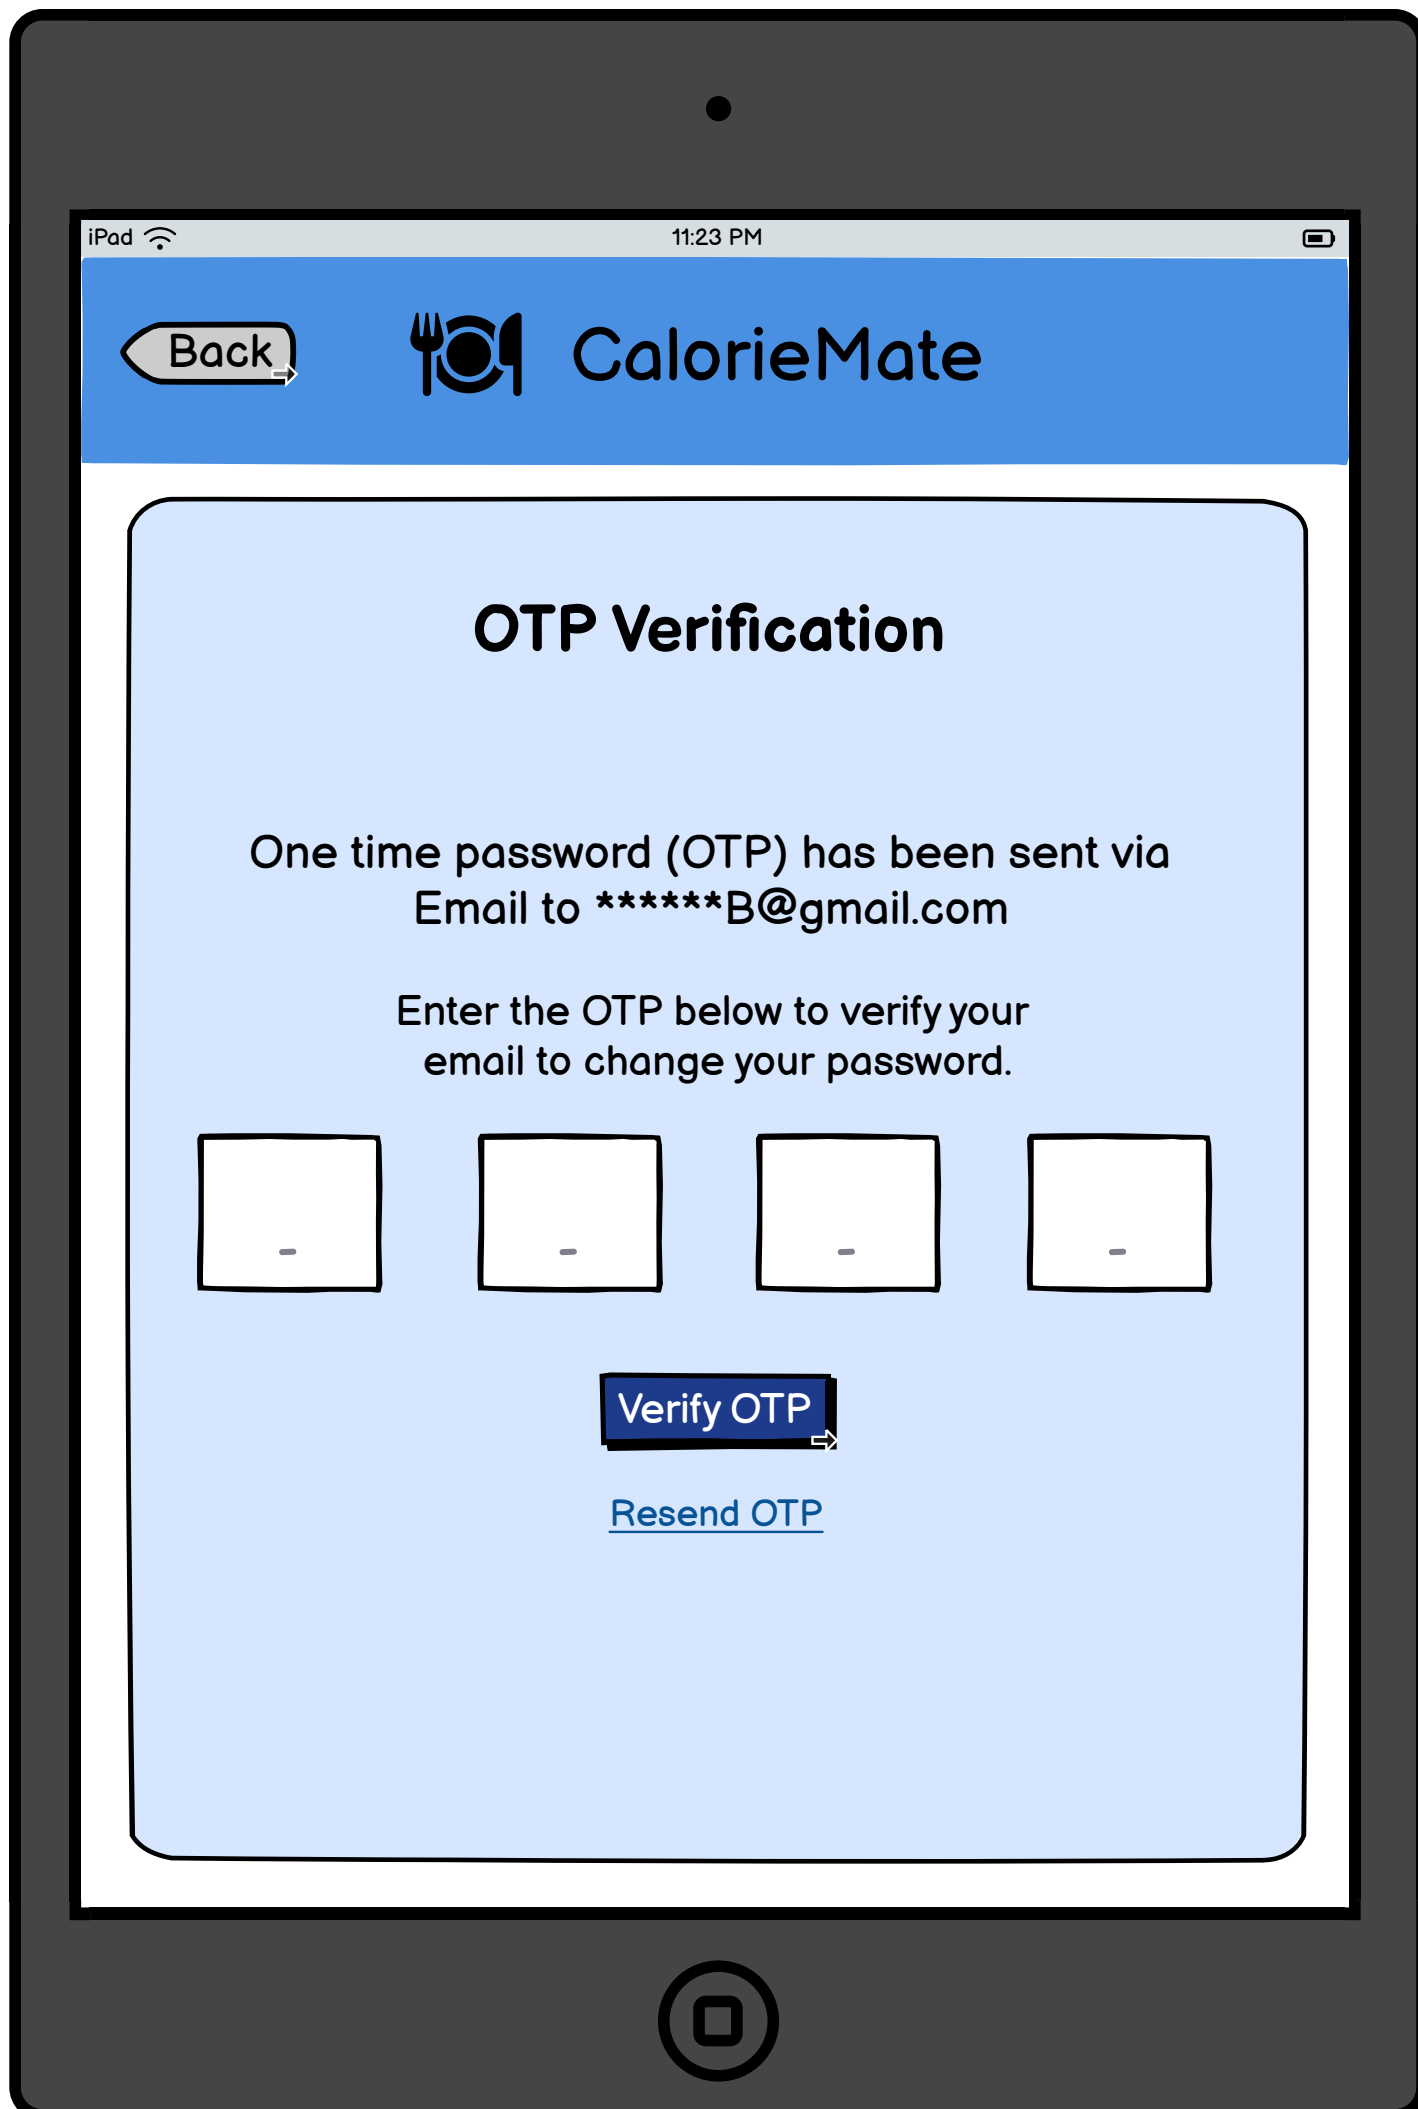 iPad
11:23 PM
Back
CalorieMate
OTP Verification
One time password (OTP) has been sent via
Email to ******B@gmail.com
Enter the OTP below to verify your
email to change your password.
- - - -
Verify OTP
Resend OTP